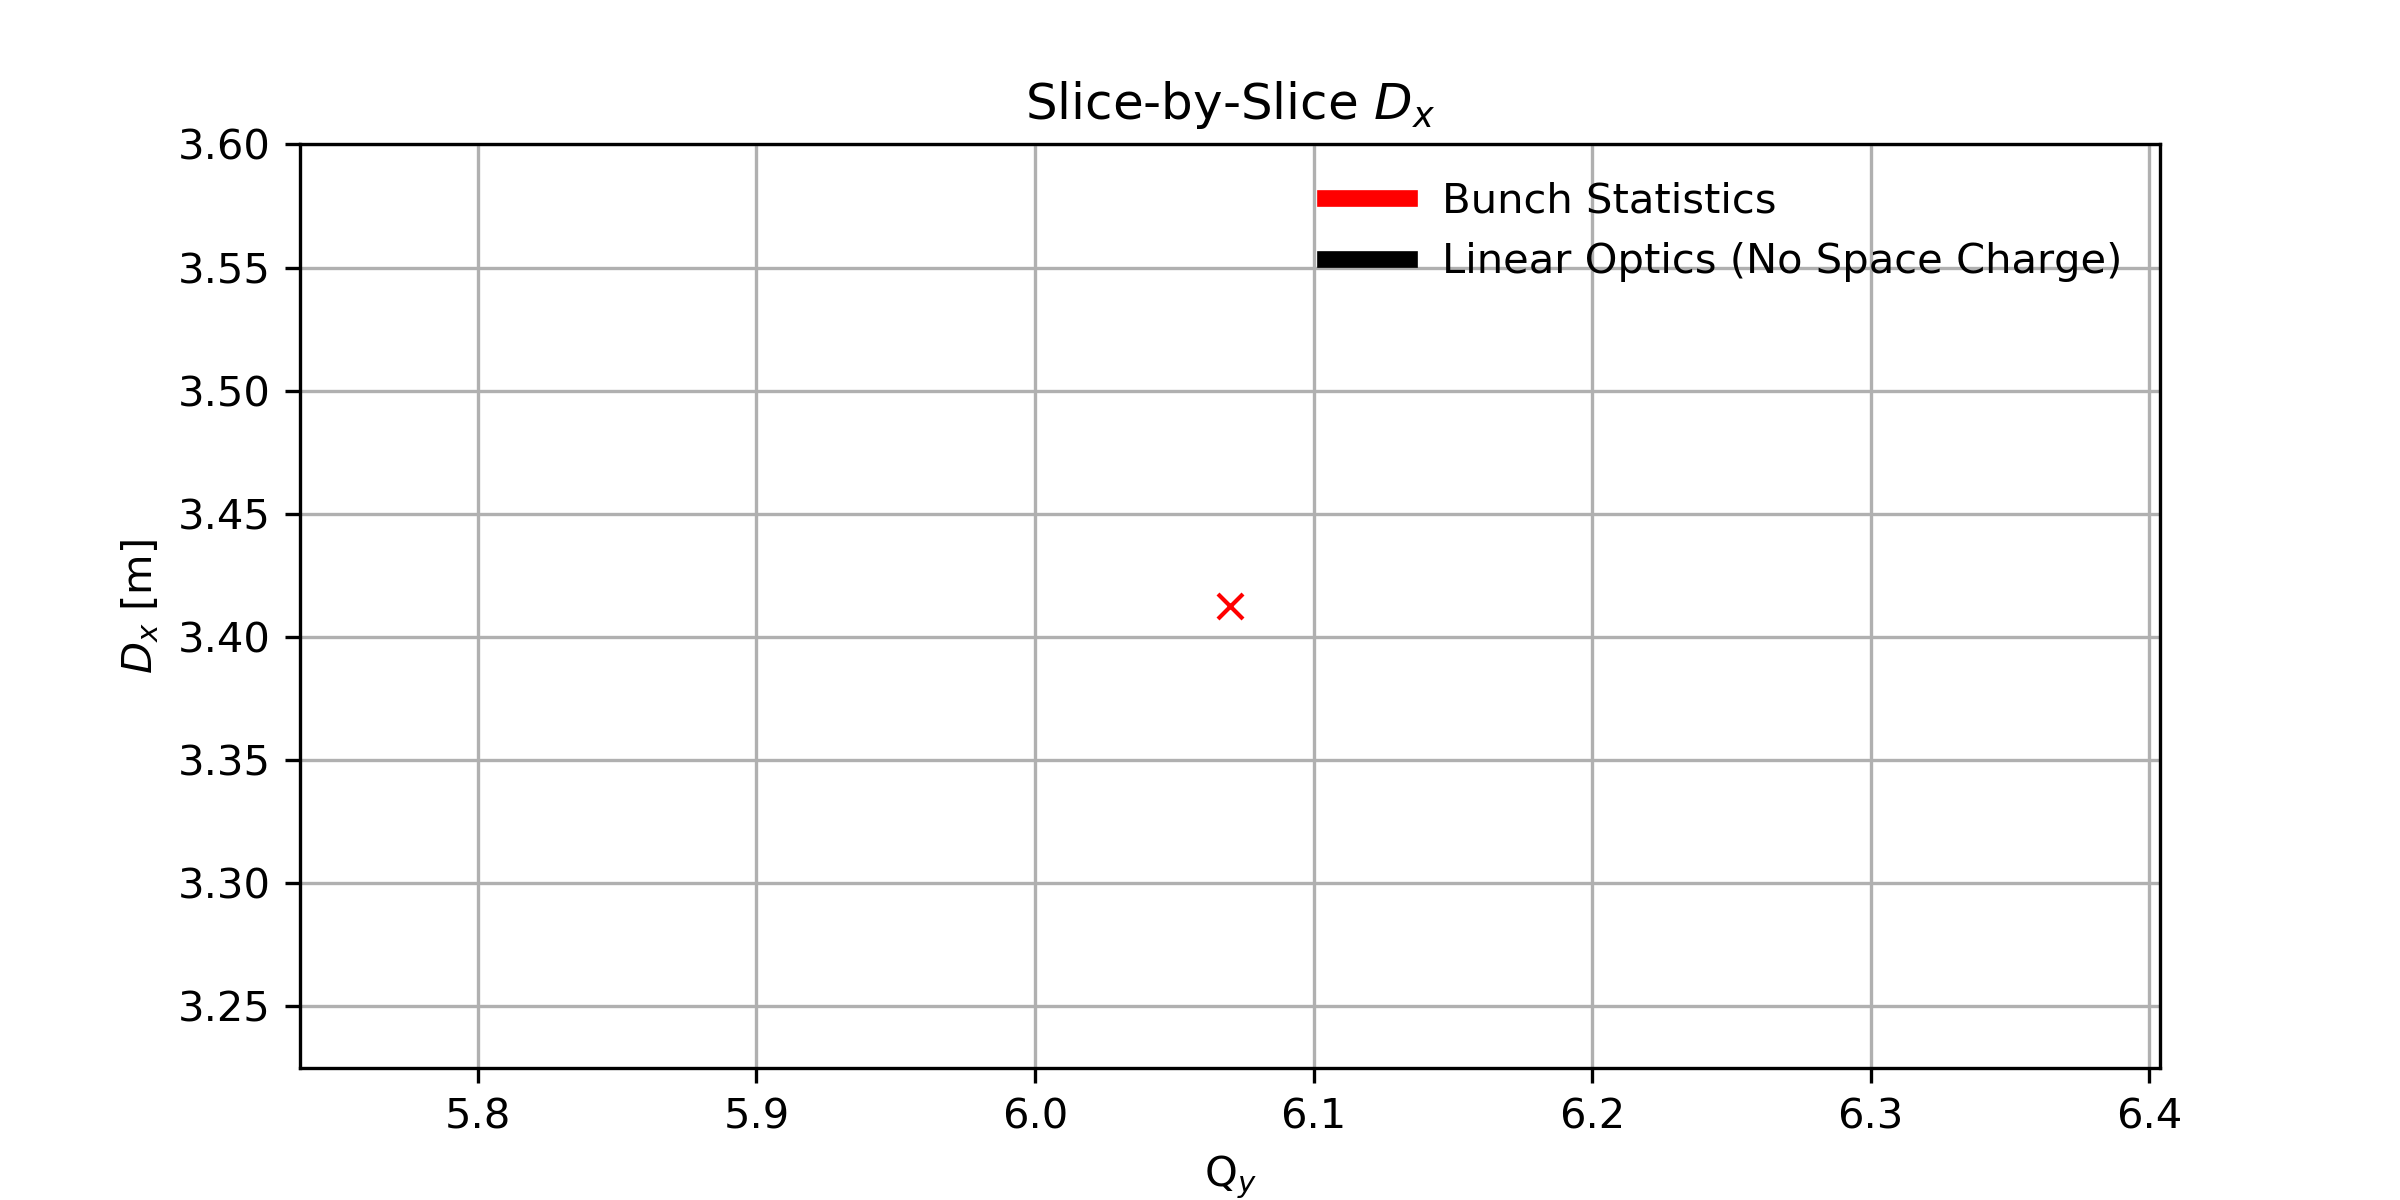 Slice-by-Slice Dₓ
Bunch Statistics
Linear Optics (No Space Charge)
Dₓ [m]
3.60
3.55
3.50
3.45
3.40
3.35
3.30
3.25
5.8 5.9 6.0 6.1 6.2 6.3 6.4
Qᵧ